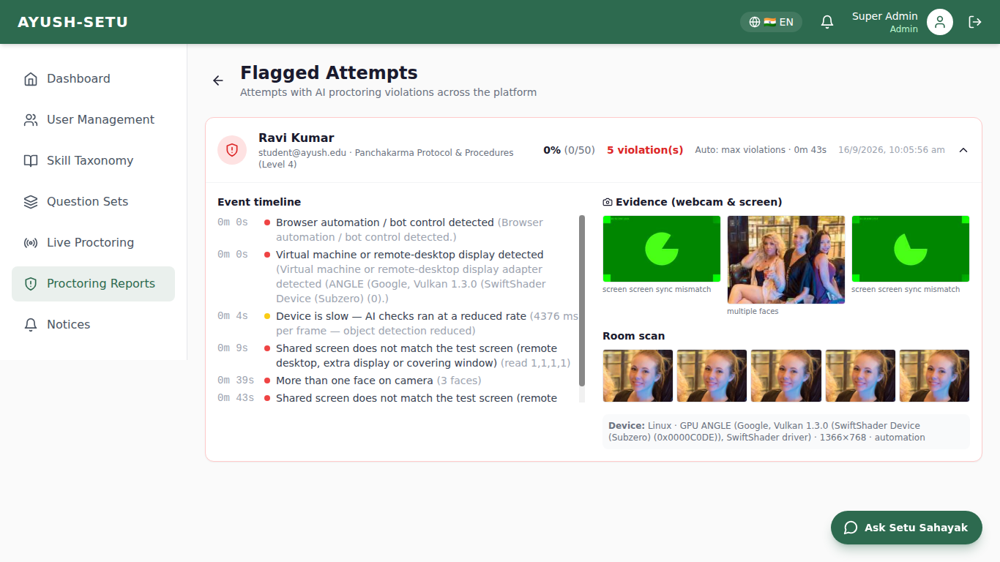 AYUSH-SETU
🇮🇳 EN
Super Admin
Admin
Dashboard
User Management
Skill Taxonomy
Question Sets
Live Proctoring
Proctoring Reports
Notices
Flagged Attempts
Attempts with AI proctoring violations across the platform
Ravi Kumar
student@ayush.edu · Panchakarma Protocol & Procedures
(Level 4)
0% (0/50)
5 violation(s)
Auto: max violations · 0m 43s
16/9/2026, 10:05:56 am
Event timeline
0m 0s Browser automation / bot control detected (Browser
automation / bot control detected.)
0m 0s Virtual machine or remote-desktop display detected
(Virtual machine or remote-desktop display adapter
detected (ANGLE (Google, Vulkan 1.3.0 (SwiftShader
Device (Subzero) (0).)
0m 4s Device is slow — AI checks ran at a reduced rate (4376 ms
per frame — object detection reduced)
0m 9s Shared screen does not match the test screen (remote
desktop, extra display or covering window) (read 1,1,1,1)
0m 39s More than one face on camera (3 faces)
0m 43s Shared screen does not match the test screen (remote
Evidence (webcam & screen)
screen screen sync mismatch
multiple faces
screen screen sync mismatch
Room scan
Device: Linux · GPU ANGLE (Google, Vulkan 1.3.0 (SwiftShader Device
(Subzero) (0x0000C0DE)), SwiftShader driver) · 1366×768 · automation
Ask Setu Sahayak